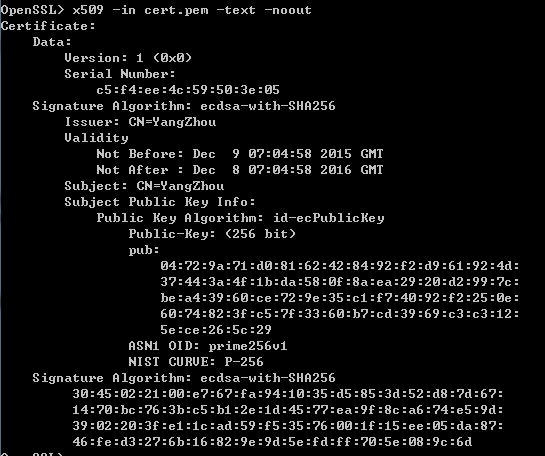 OpenSSL> x509 -in cert.pem -text -noout
Certificate:
    Data:
        Version: 1 (0x0)
        Serial Number:
            c5:f4:ee:4c:59:50:3e:05
    Signature Algorithm: ecdsa-with-SHA256
        Issuer: CN=YangZhou
        Validity
            Not Before: Dec  9 07:04:58 2015 GMT
            Not After : Dec  8 07:04:58 2016 GMT
        Subject: CN=YangZhou
        Subject Public Key Info:
            Public Key Algorithm: id-ecPublicKey
                Public-Key: (256 bit)
                pub:
                    04:72:9a:71:d0:81:62:42:84:92:f2:d9:61:92:4d:
                    37:44:3a:4f:1b:da:58:0f:8a:ea:29:20:d2:99:7c:
                    be:a4:39:60:ce:72:9e:35:c1:f7:40:92:f2:25:0e:
                    60:74:82:3f:c5:7f:33:60:b7:cd:39:69:c3:c3:12:
                    5e:ce:26:5c:29
                ASN1 OID: prime256v1
                NIST CURVE: P-256
    Signature Algorithm: ecdsa-with-SHA256
         30:45:02:21:00:e7:67:fa:94:10:35:d5:85:3d:52:d8:7d:67:
         14:70:bc:76:3b:c5:b1:2e:1d:45:77:ea:9f:8c:a6:74:e5:9d:
         39:02:20:3f:e1:1c:ad:59:f5:35:76:00:1f:15:ee:05:da:87:
         46:fe:d3:27:6b:16:82:9e:9d:5e:fd:ff:70:5e:08:9c:6d